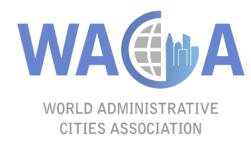 WACA
WORLD ADMINISTRATIVE
CITIES ASSOCIATION